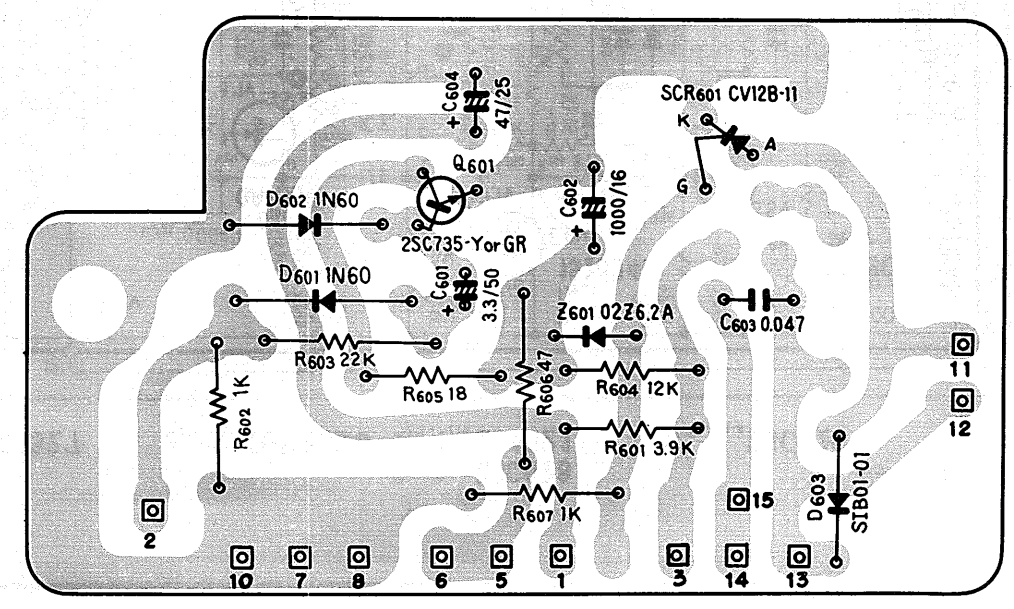 C604
47/25
+
SCR601 CV12B-11
K
A
G
Q601
D602 1N60
2SC735-YorGR
C602
1000/16
+
D601 1N60
C601
3.3/50
+
Z601 02Z6.2A
C603 0.047
R603 22K
R605 18
R606 47
R604 12K
R602 1K
R601 3.9K
11
12
D603
SIB01-01
R607 1K
15
2
10
7
8
6
5
1
3
14
13